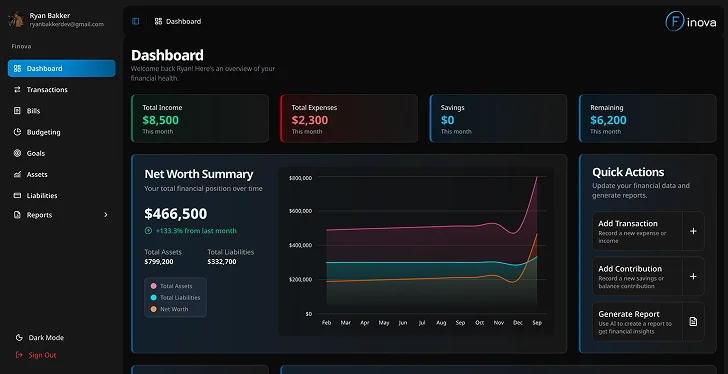 Ryan Bakker
ryanbakkerdev@gmail.com
Finova
Dashboard
Transactions
Bills
Budgeting
Goals
Assets
Liabilities
Reports
Dark Mode
Sign Out
Dashboard
Finova
Dashboard
Welcome back Ryan! Here's an overview of your
financial health.
Total Income
$8,500
This month
Total Expenses
$2,300
This month
Savings
$0
This month
Remaining
$6,200
This month
Net Worth Summary
Your total financial position over time
$466,500
+133.3% from last month
Total Assets
$799,200
Total Liabilities
$332,700
Total Assets
Total Liabilities
Net Worth
$800,000
$600,000
$400,000
$200,000
$0
Feb Mar Apr May Jun Jul Aug Sep Oct Nov Dec Sep
Quick Actions
Update your financial data and
generate reports.
Add Transaction
Record a new expense or
income
Add Contribution
Record a new savings or
balance contribution
Generate Report
Use AI to create a report to
get financial insights